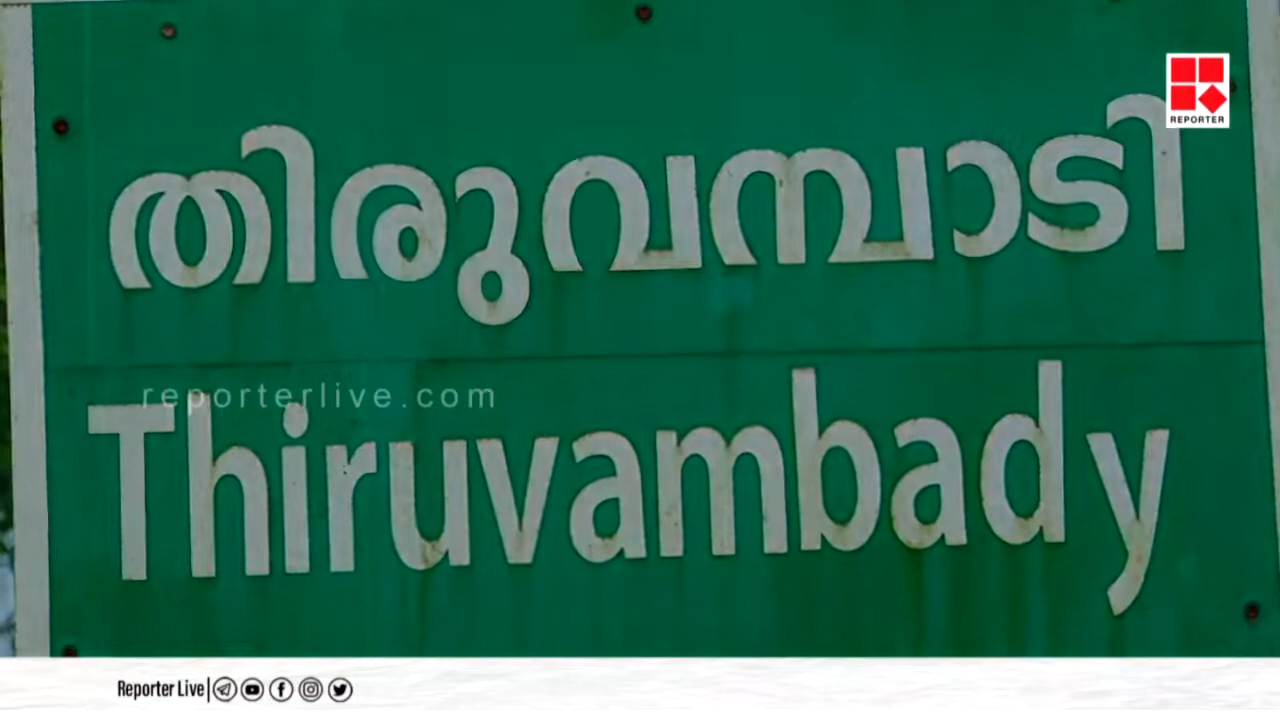 REPORTER
തിരുവമ്പാടി
reporterlive.com
Thiruvambady
Reporter Live